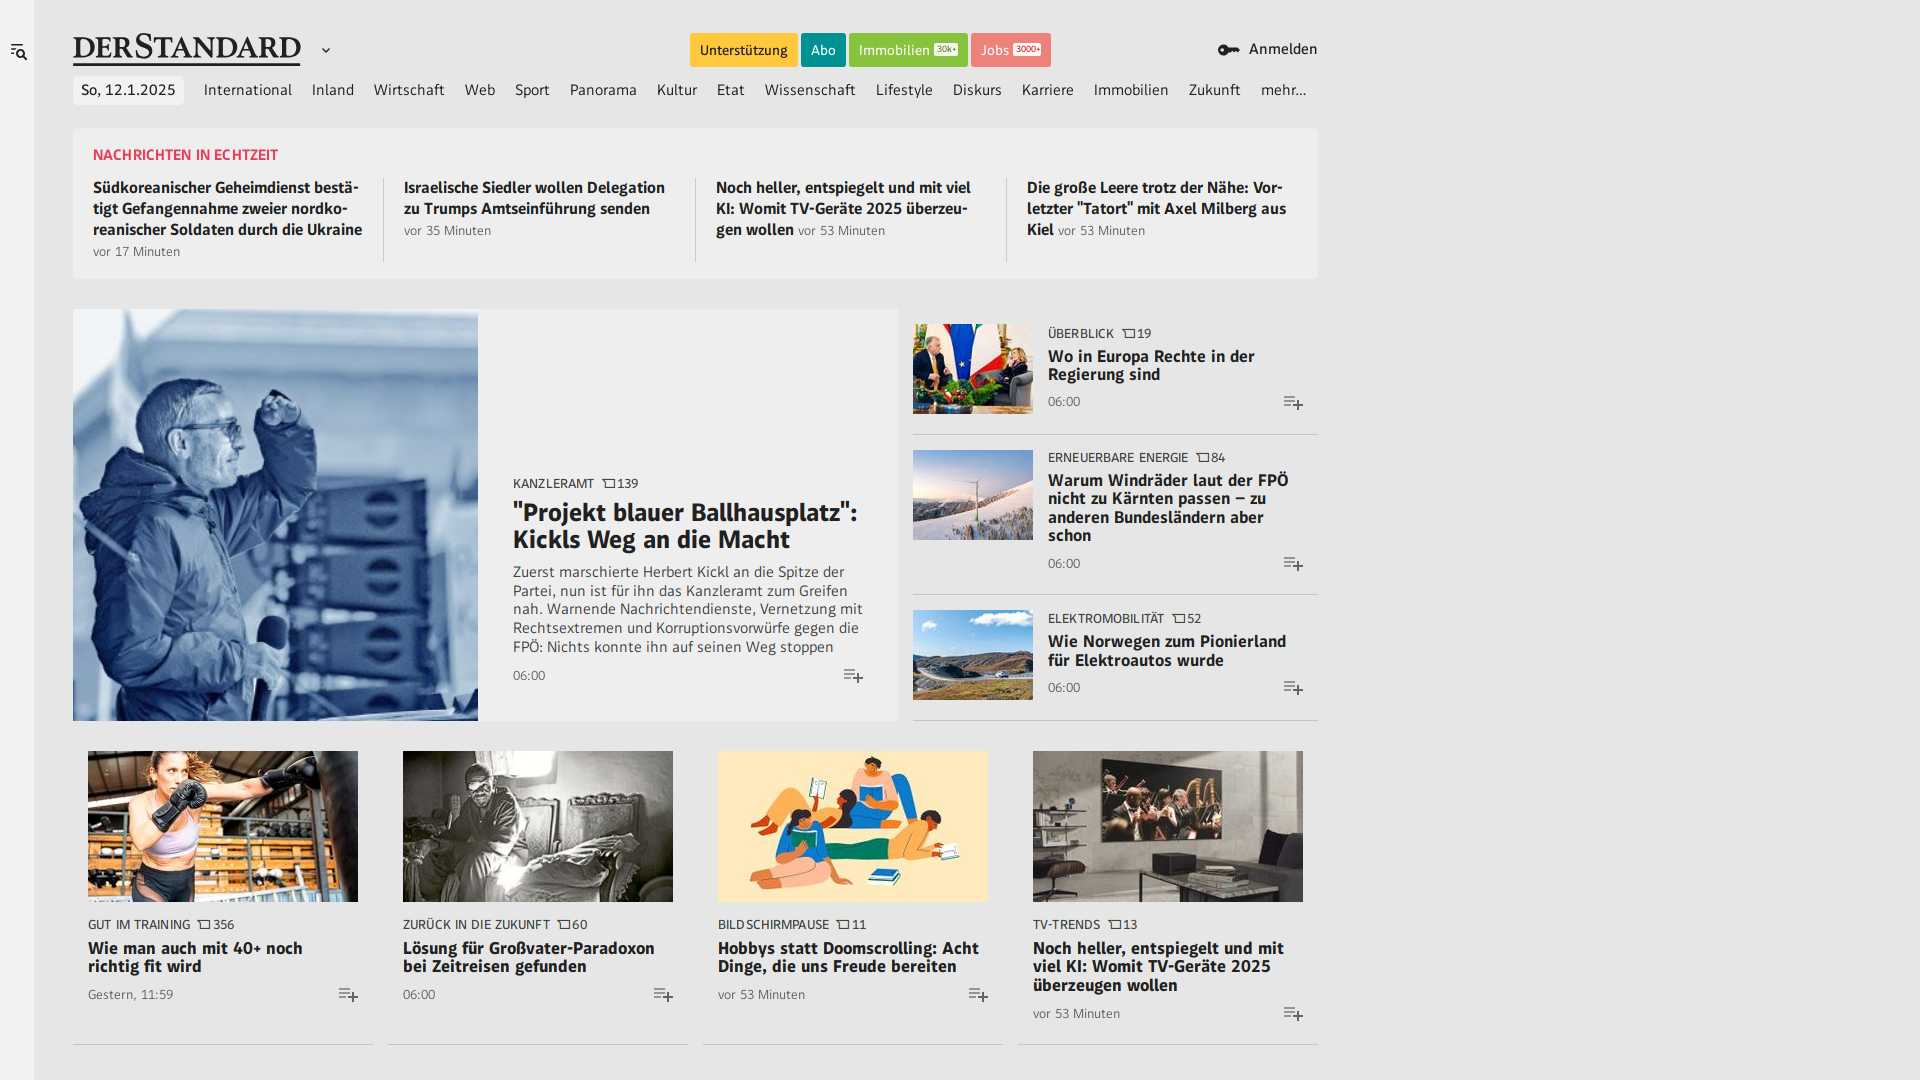 DERSTANDARD
Unterstützung Abo Immobilien 30k+ Jobs 3000+
Anmelden
So, 12.1.2025 International Inland Wirtschaft Web Sport Panorama Kultur Etat Wissenschaft Lifestyle Diskurs Karriere Immobilien Zukunft mehr...
NACHRICHTEN IN ECHTZEIT
Südkoreanischer Geheimdienst bestä-
tigt Gefangennahme zweier nordko-
reanischer Soldaten durch die Ukraine
vor 17 Minuten
Israelische Siedler wollen Delegation
zu Trumps Amtseinführung senden
vor 35 Minuten
Noch heller, entspiegelt und mit viel
KI: Womit TV-Geräte 2025 überzeu-
gen wollen vor 53 Minuten
Die große Leere trotz der Nähe: Vor-
letzter "Tatort" mit Axel Milberg aus
Kiel vor 53 Minuten
KANZLERAMT 139
"Projekt blauer Ballhausplatz":
Kickls Weg an die Macht
Zuerst marschierte Herbert Kickl an die Spitze der
Partei, nun ist für ihn das Kanzleramt zum Greifen
nah. Warnende Nachrichtendienste, Vernetzung mit
Rechtsextremen und Korruptionsvorwürfe gegen die
FPÖ: Nichts konnte ihn auf seinen Weg stoppen
06:00
ÜBERBLICK 19
Wo in Europa Rechte in der
Regierung sind
06:00
ERNEUERBARE ENERGIE 84
Warum Windräder laut der FPÖ
nicht zu Kärnten passen – zu
anderen Bundesländern aber
schon
06:00
ELEKTROMOBILITÄT 52
Wie Norwegen zum Pionierland
für Elektroautos wurde
06:00
GUT IM TRAINING 356
Wie man auch mit 40+ noch
richtig fit wird
Gestern, 11:59
ZURÜCK IN DIE ZUKUNFT 60
Lösung für Großvater-Paradoxon
bei Zeitreisen gefunden
06:00
BILDSCHIRMPAUSE 11
Hobbys statt Doomscrolling: Acht
Dinge, die uns Freude bereiten
vor 53 Minuten
TV-TRENDS 13
Noch heller, entspiegelt und mit
viel KI: Womit TV-Geräte 2025
überzeugen wollen
vor 53 Minuten